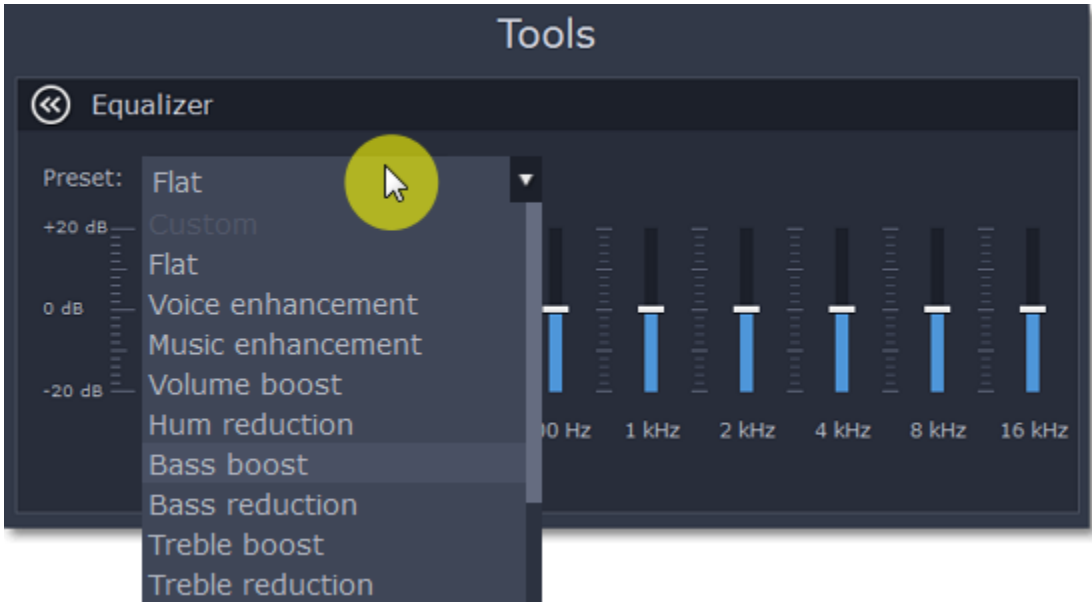 Tools
Equalizer
Preset: Flat
+20 dB
Custom
Flat
0 dB
Voice enhancement
Music enhancement
Volume boost
-20 dB
Hum reduction
00 Hz 1 kHz 2 kHz 4 kHz 8 kHz 16 kHz
Bass boost
Bass reduction
Treble boost
Treble reduction